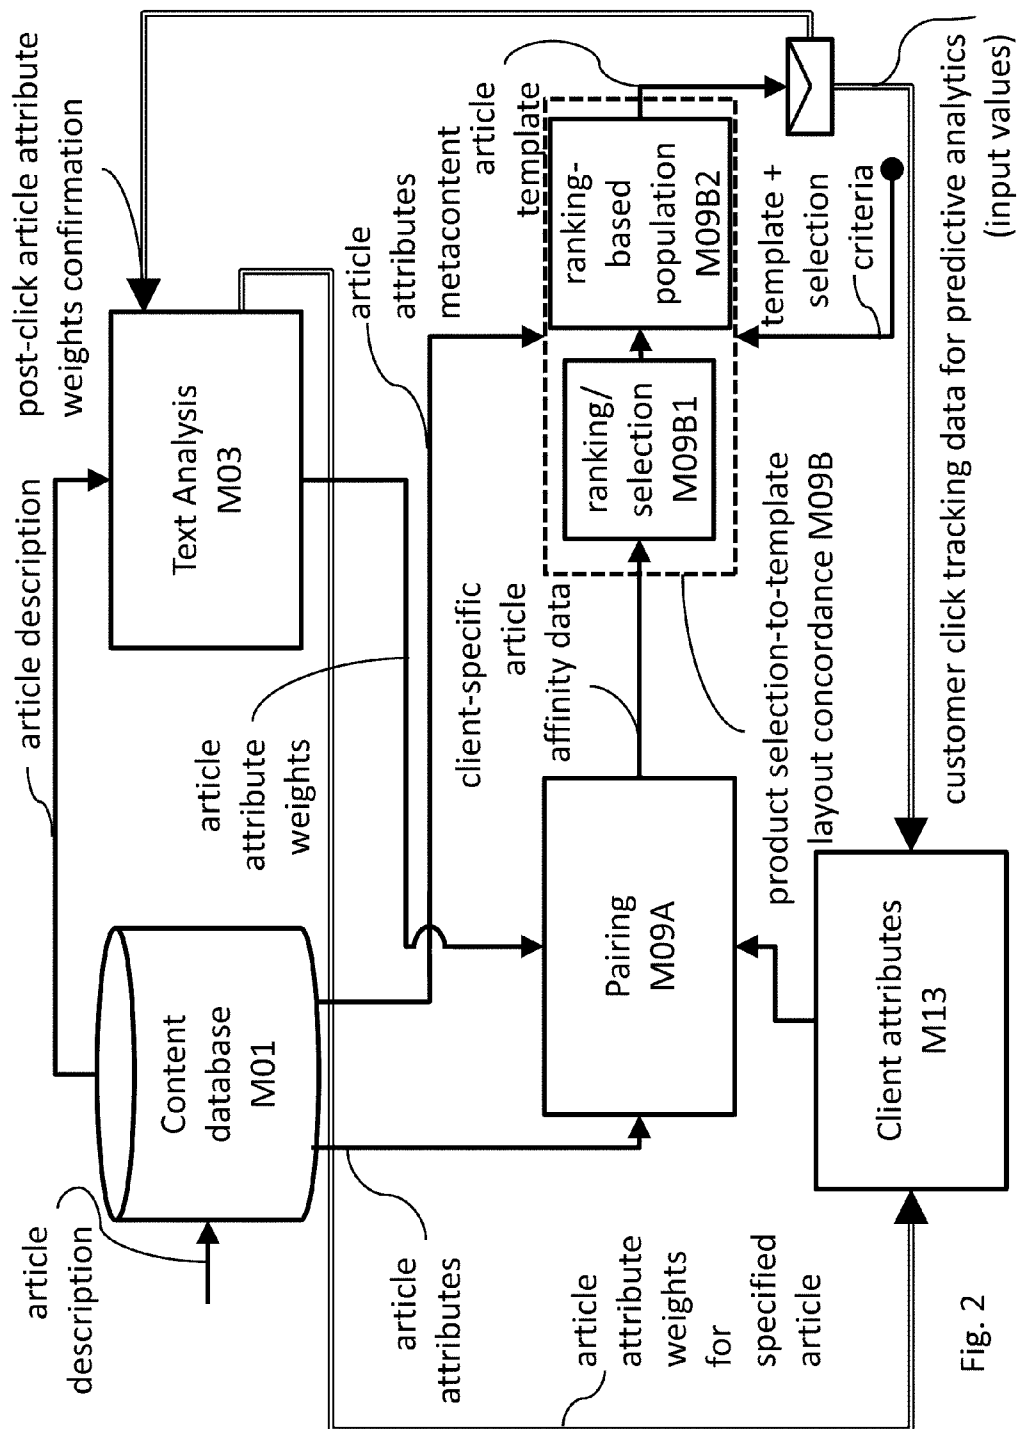 article description
post-click article attribute
weights confirmation
article
description
Content
database
M01
Text Analysis
M03
article
attributes
article
attribute
weights
article
attributes
metacontent
article
template
client-specific
article
affinity data
Pairing
M09A
ranking/
selection
M09B1
ranking-
based
population
M09B2
article
attribute
weights
for
specified
article
product selection-to-template
layout concordance M09B
template +
selection
criteria
Client attributes
M13
customer click tracking data for predictive analytics
(input values)
Fig. 2